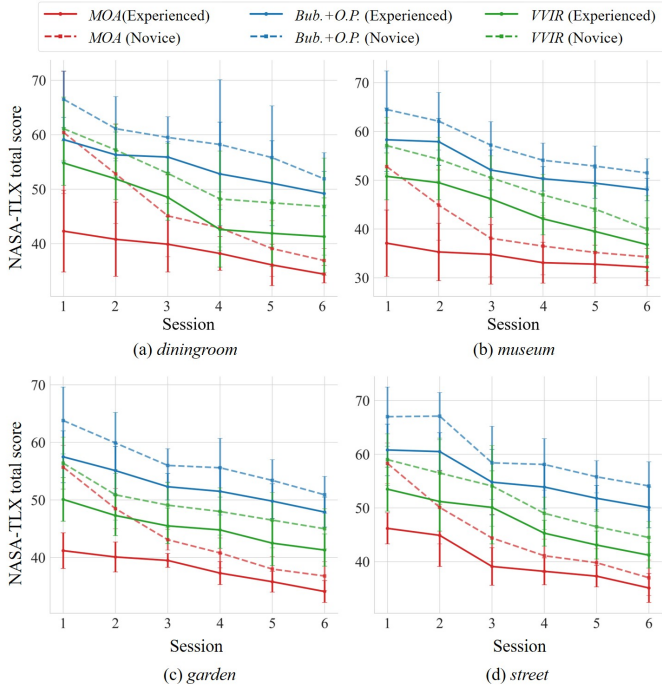 MOA(Experienced) Bub.+O.P. (Experienced) VVIR (Experienced)
MOA (Novice) Bub.+O.P. (Novice) VVIR (Novice)
NASA-TLX total score
70
60
50
40
1 2 3 4 5 6
Session
(a) diningroom
70
60
50
40
30
1 2 3 4 5 6
Session
(b) museum
NASA-TLX total score
70
60
50
40
1 2 3 4 5 6
Session
(c) garden
70
60
50
40
1 2 3 4 5 6
Session
(d) street